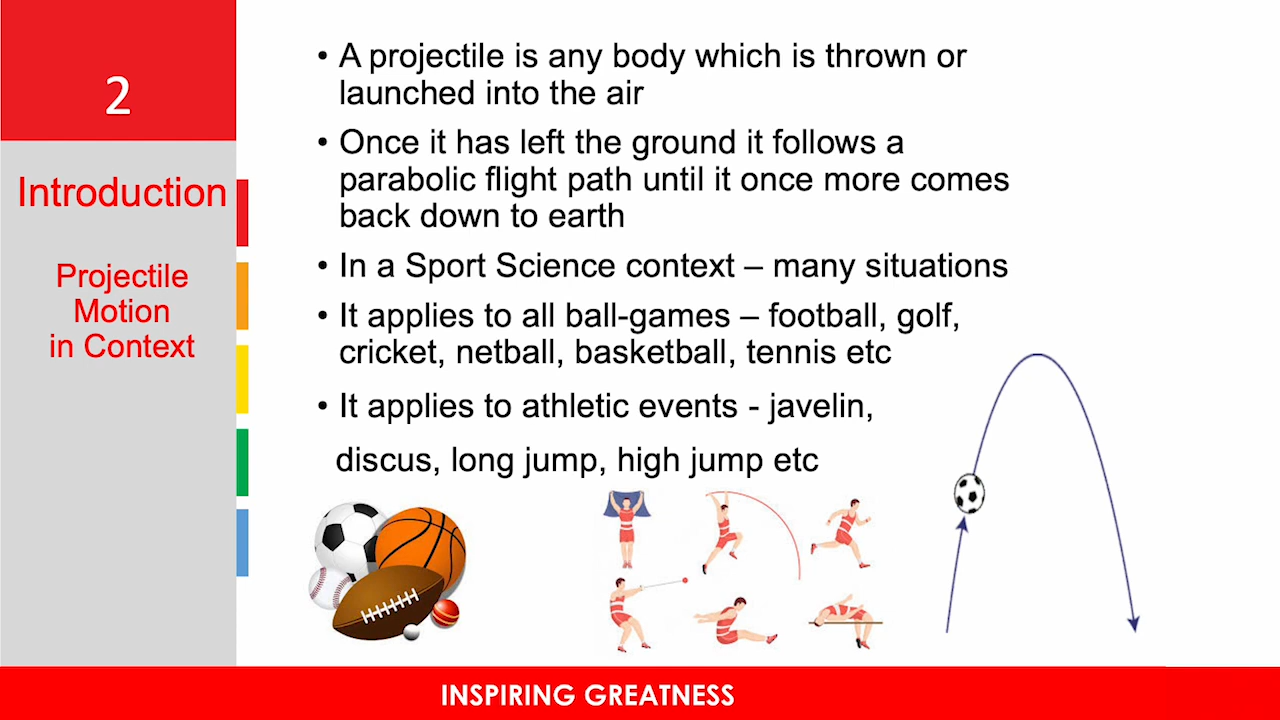 2
Introduction
Projectile
Motion
in Context
• A projectile is any body which is thrown or
launched into the air
• Once it has left the ground it follows a
parabolic flight path until it once more comes
back down to earth
• In a Sport Science context – many situations
• It applies to all ball-games – football, golf,
cricket, netball, basketball, tennis etc
• It applies to athletic events - javelin,
discus, long jump, high jump etc
INSPIRING GREATNESS